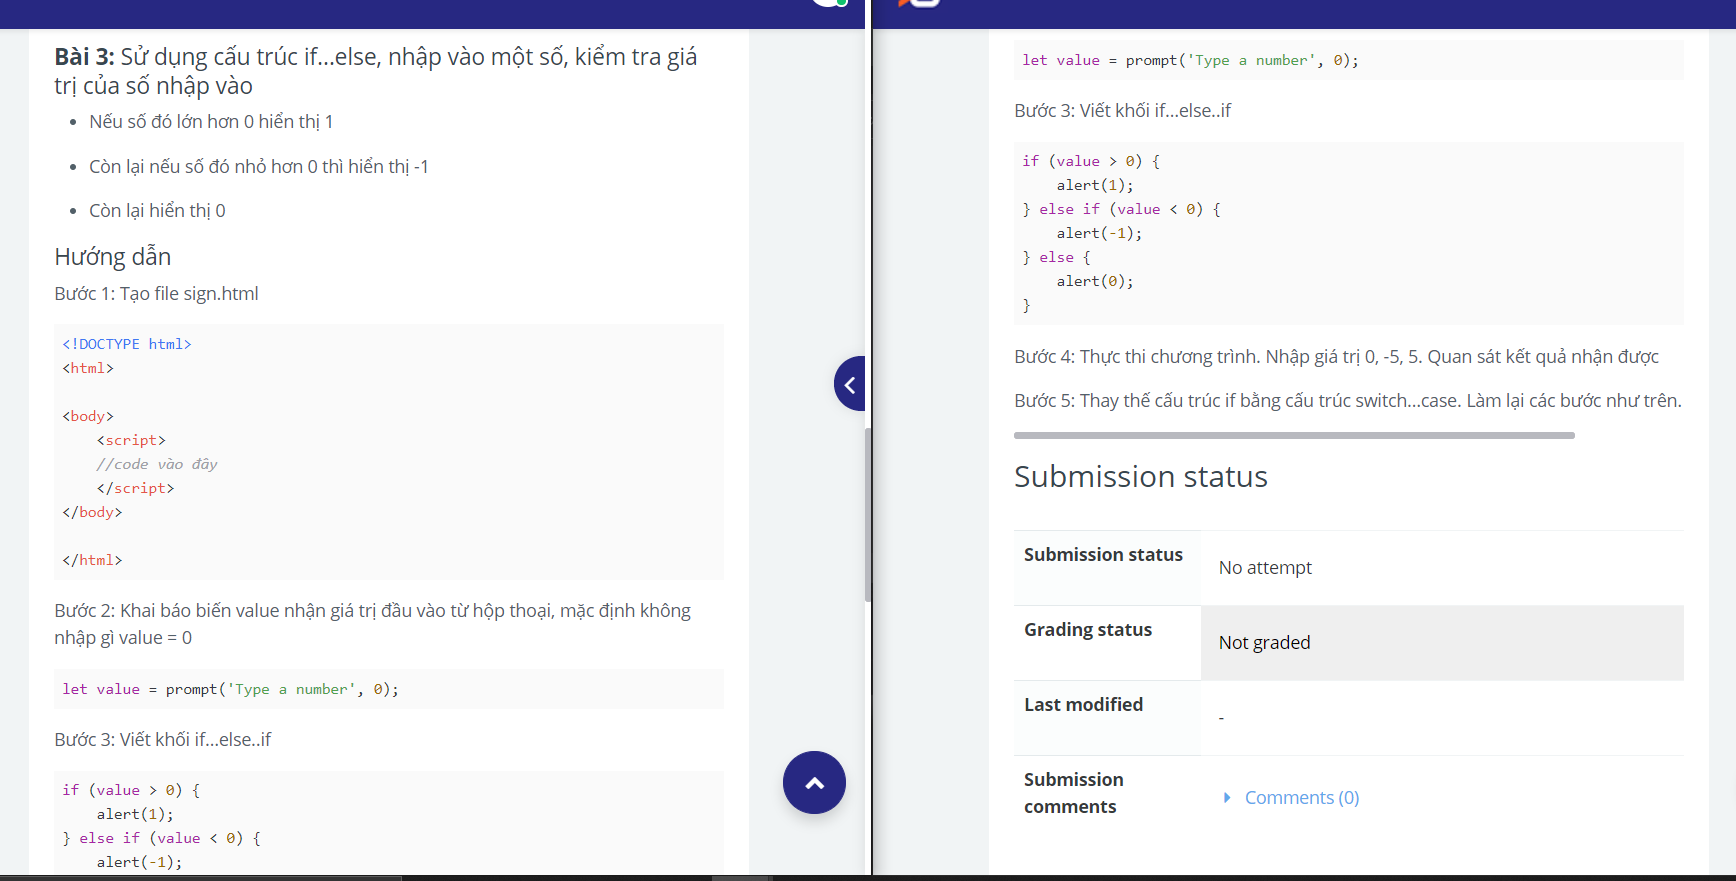 Bài 3: Sử dụng cấu trúc if...else, nhập vào một số, kiểm tra giá
trị của số nhập vào
Nếu số đó lớn hơn 0 hiển thị 1
Còn lại nếu số đó nhỏ hơn 0 thì hiển thị -1
Còn lại hiển thị 0
Hướng dẫn
Bước 1: Tạo file sign.html
<!DOCTYPE html>
<html>
<body>
<script>
//code vào đây
</script>
</body>
</html>
Bước 2: Khai báo biến value nhận giá trị đầu vào từ hộp thoại, mặc định không
nhập gì value = 0
let value = prompt('Type a number', 0);
Bước 3: Viết khối if...else..if
if (value > 0) {
alert(1);
} else if (value < 0) {
alert(-1);
let value = prompt('Type a number', 0);
Bước 3: Viết khối if...else..if
if (value > 0) {
alert(1);
} else if (value < 0) {
alert(-1);
} else {
alert(0);
}
Bước 4: Thực thi chương trình. Nhập giá trị 0, -5, 5. Quan sát kết quả nhận được
Bước 5: Thay thế cấu trúc if bằng cấu trúc switch...case. Làm lại các bước như trên.
Submission status
Submission status
No attempt
Grading status
Not graded
Last modified
-
Submission
comments
Comments (0)